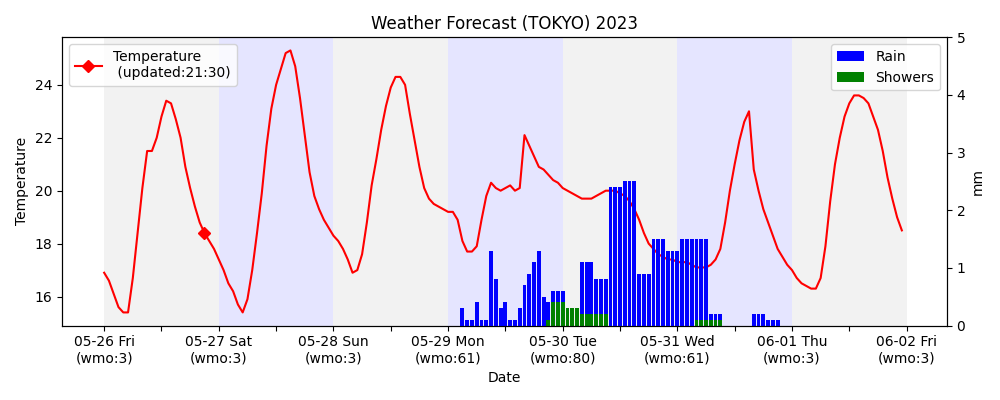 Weather Forecast (TOKYO) 2023
Temperature
(updated:21:30)
Rain
Showers
Temperature
24
22
20
18
16
5
4
3
2
1
0
mm
05-26 Fri 05-27 Sat 05-28 Sun 05-29 Mon 05-30 Tue 05-31 Wed 06-01 Thu 06-02 Fri
(wmo:3) (wmo:3) (wmo:3) (wmo:61) (wmo:80) (wmo:61) (wmo:3) (wmo:3)
Date